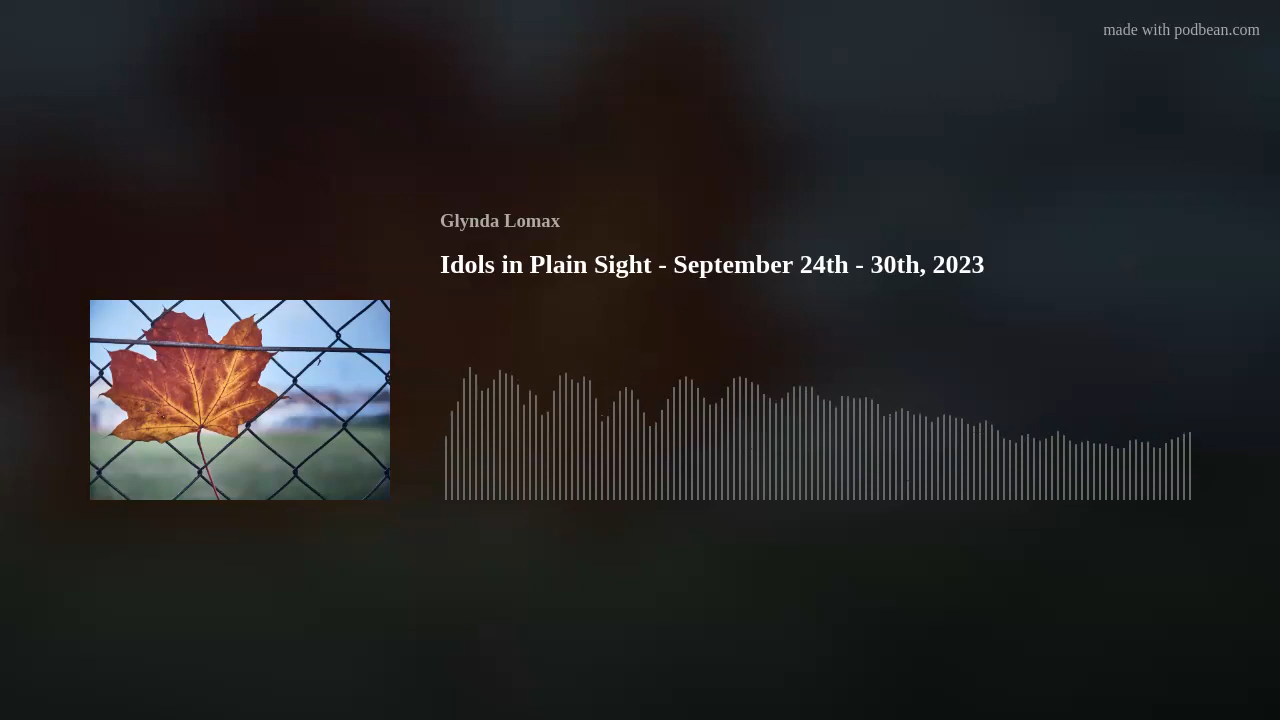 made with podbean.com
Glynda Lomax
Idols in Plain Sight - September 24th - 30th, 2023